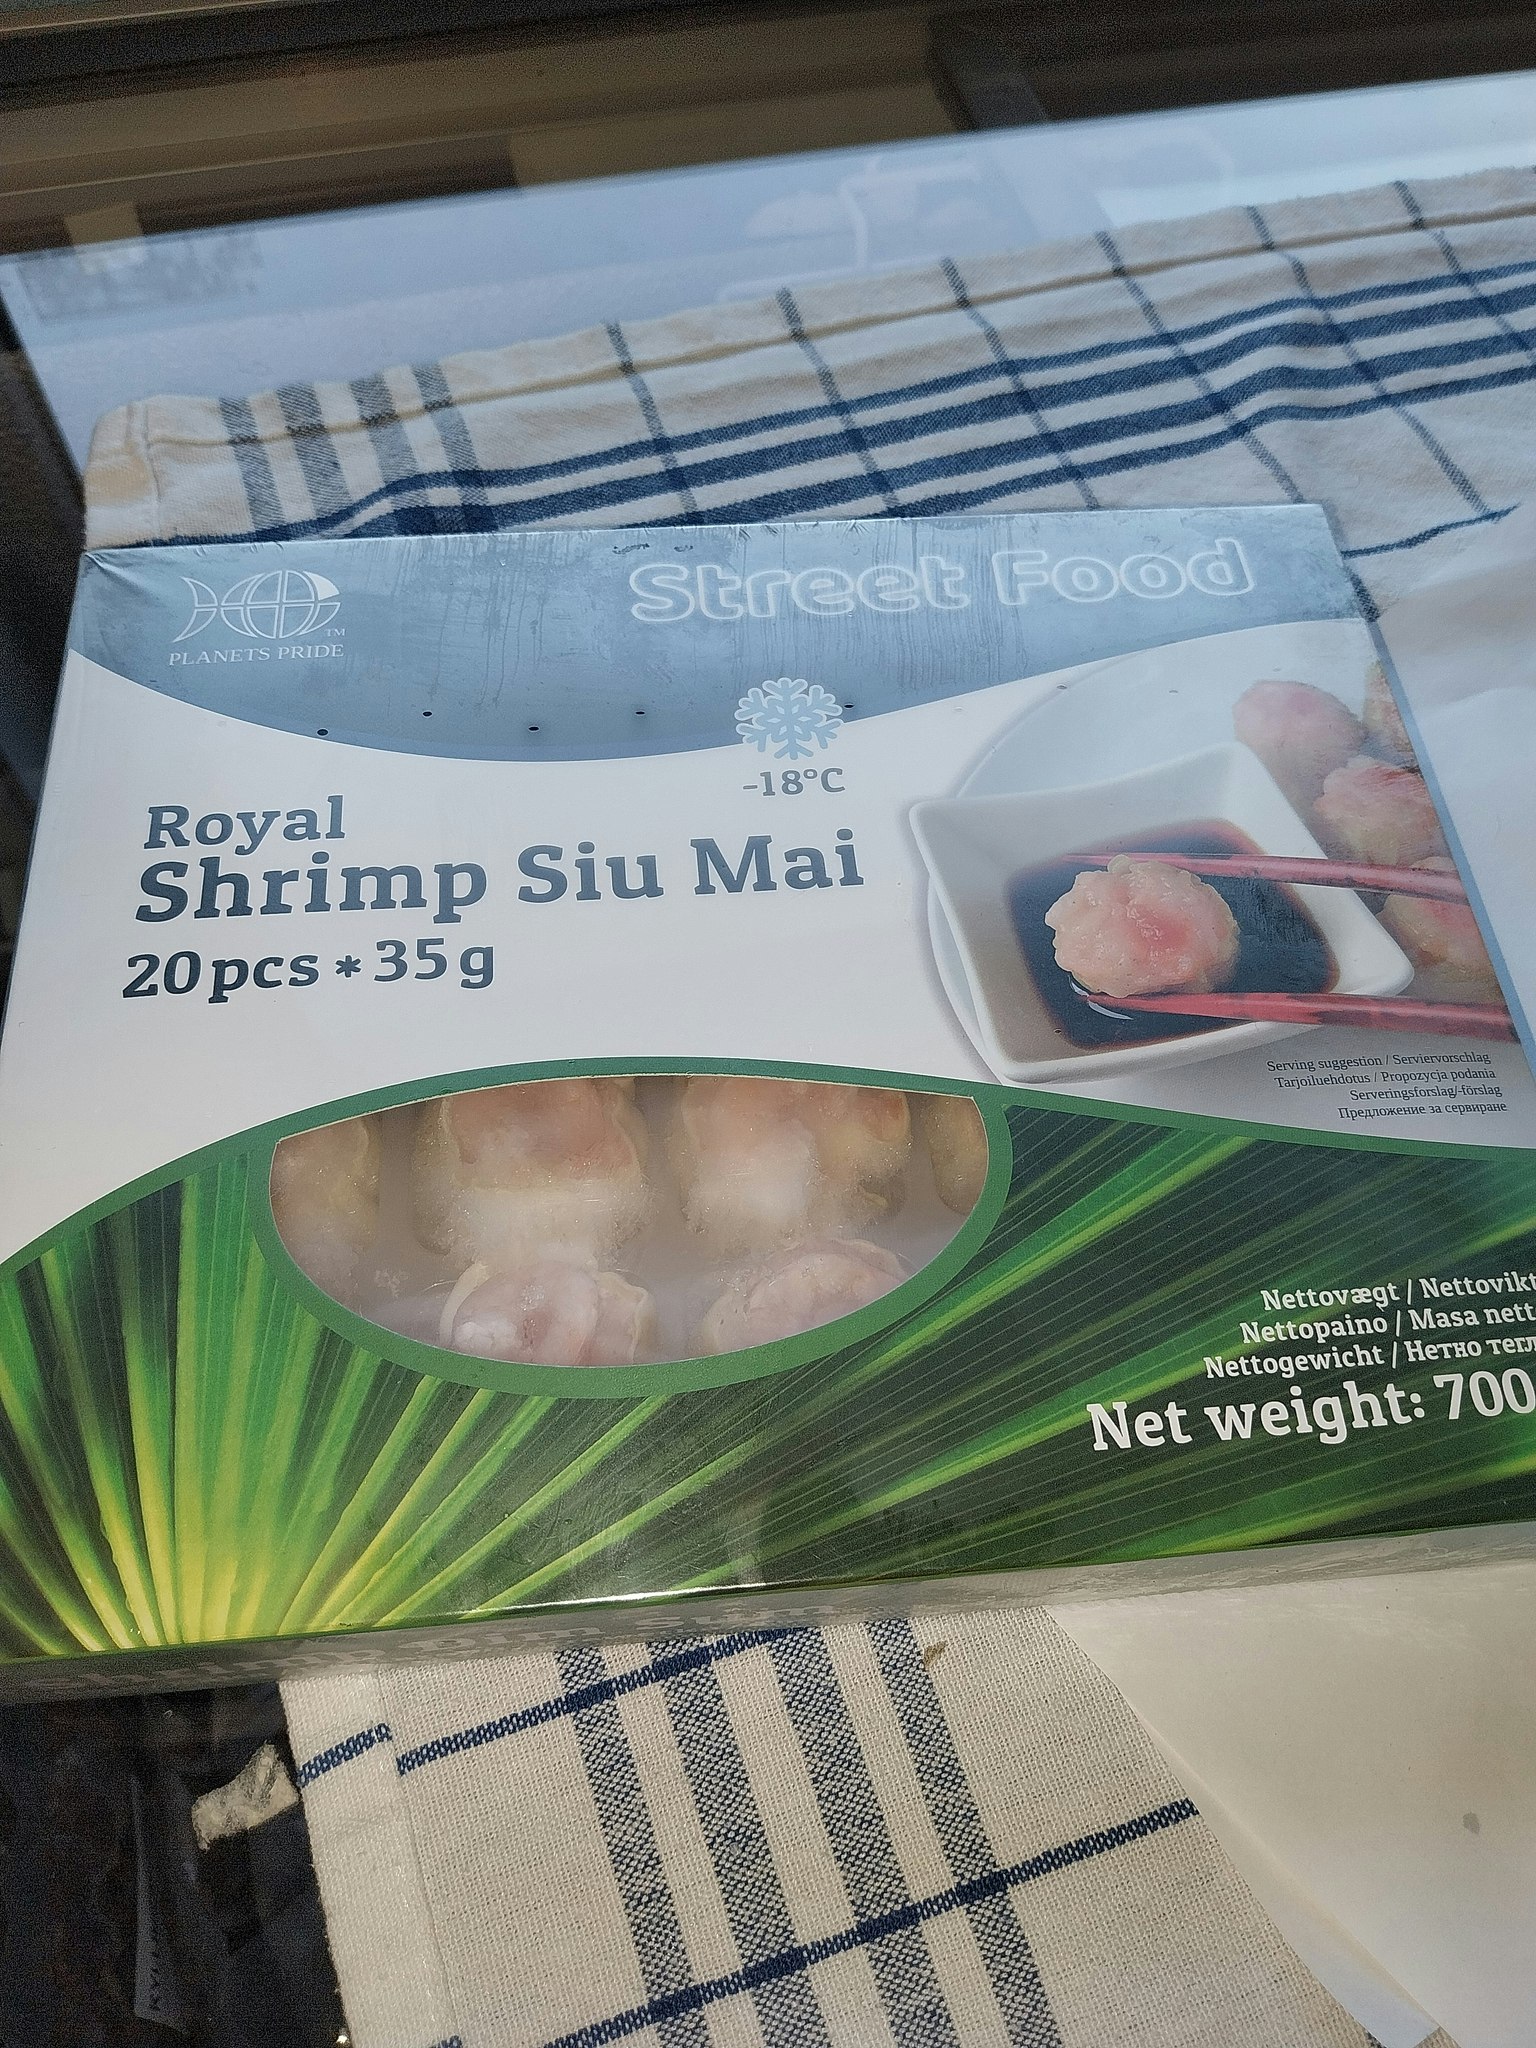 Street Food
TM
PLANETS PRIDE
-18°C
Royal
Shrimp Siu Mai
20pcs * 35g
Serving suggestion / Serviervorschlag
Tarjoiluehdotus / Propozycja podania
Serveringsforslag/-förslag
Предложение за сервиране
Nettovægt / Nettovikt
Nettopaino / Masa nett
Nettogewicht / Нетно тегл
Net weight: 700